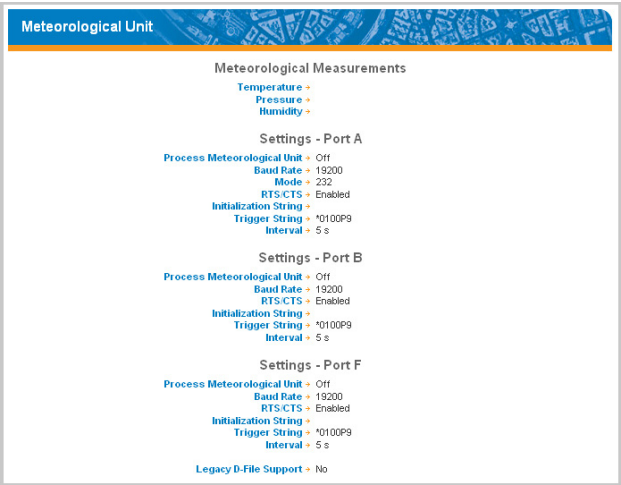 Meteorological Unit
Meteorological Measurements
Temperature
Pressure
Humidity
Settings - Port A
Process Meteorological Unit Off
Baud Rate 19200
Mode 232
RTS/CTS Enabled
Initialization String
Trigger String *0100P9
Interval 5 s
Settings - Port B
Process Meteorological Unit Off
Baud Rate 19200
RTS/CTS Enabled
Initialization String
Trigger String *0100P9
Interval 5 s
Settings - Port F
Process Meteorological Unit Off
Baud Rate 19200
RTS/CTS Enabled
Initialization String
Trigger String *0100P9
Interval 5 s
Legacy D-File Support No